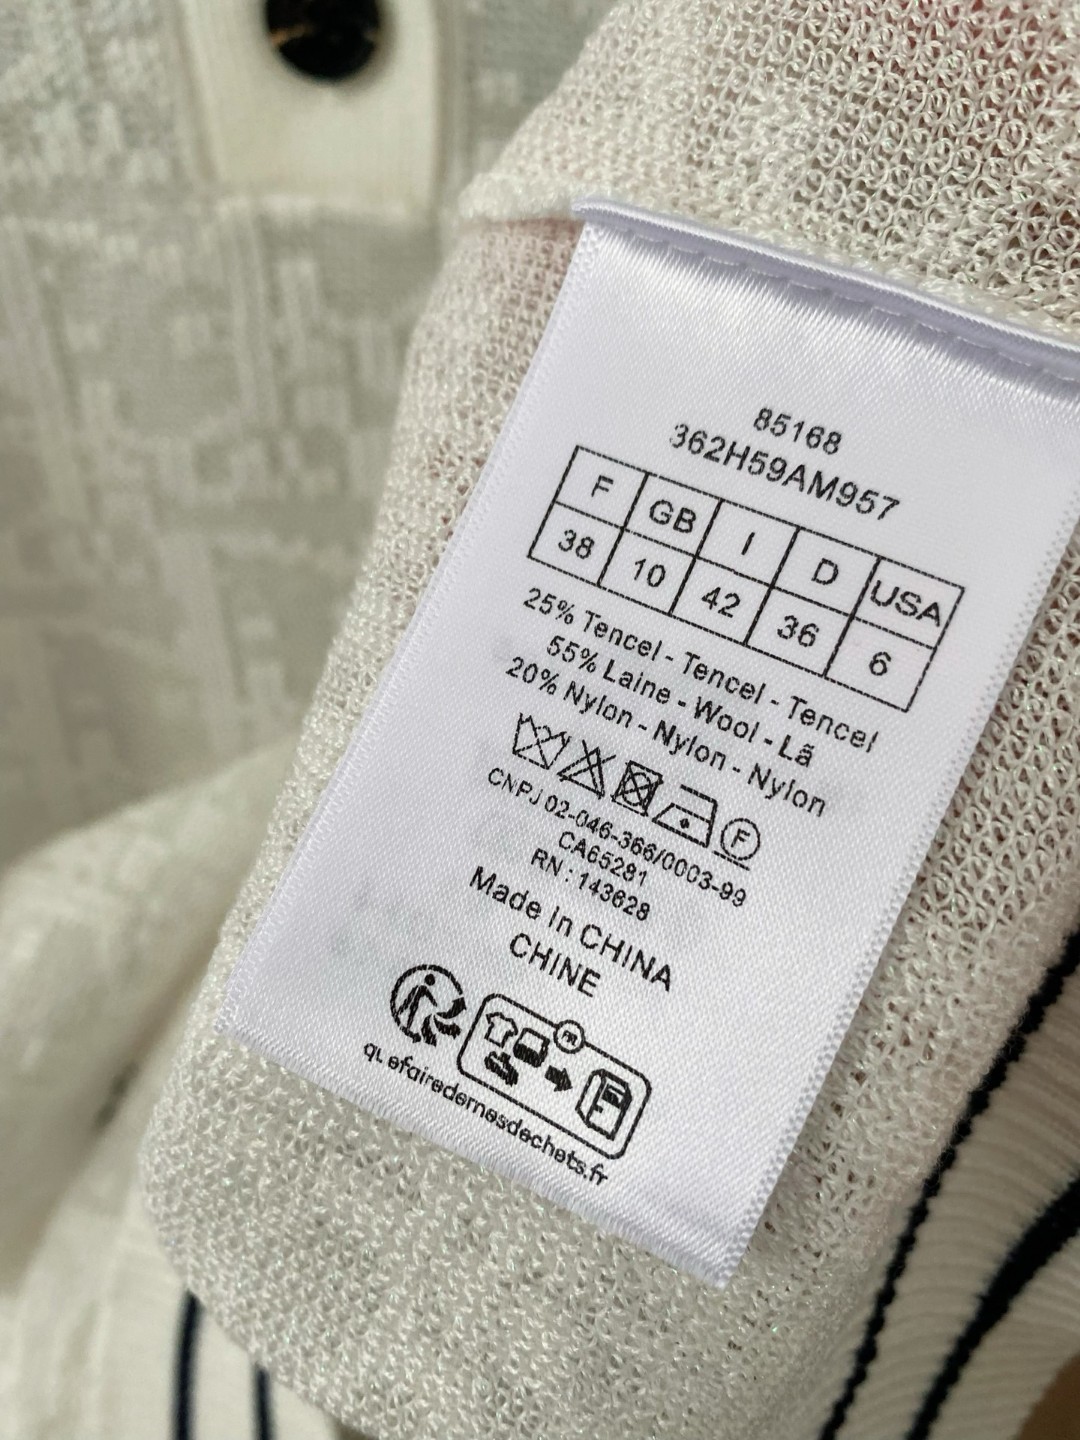 85168
362H59AM957
F GB I D USA
38 10 42 36 6
25% Tencel - Tencel - Tencel
55% Laine - Wool - Lã
20% Nylon - Nylon - Nylon
F
CNPJ 02-046-366/0003-99
CA65281
RN : 143628
Made In CHINA
CHINE
FR
quefairedemesdechets.fr